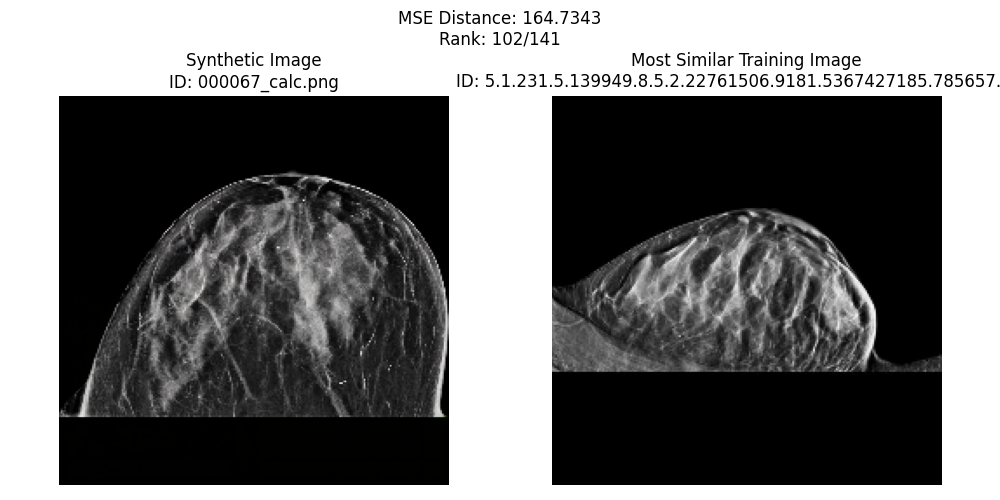 MSE Distance: 164.7343
Rank: 102/141
Synthetic Image
ID: 000067_calc.png
Most Similar Training Image
ID: 5.1.231.5.139949.8.5.2.22761506.9181.5367427185.785657.